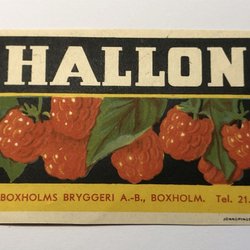 HALLON
BOXHOLMS BRYGGERI A.-B., BOXHOLM. Tel. 21.